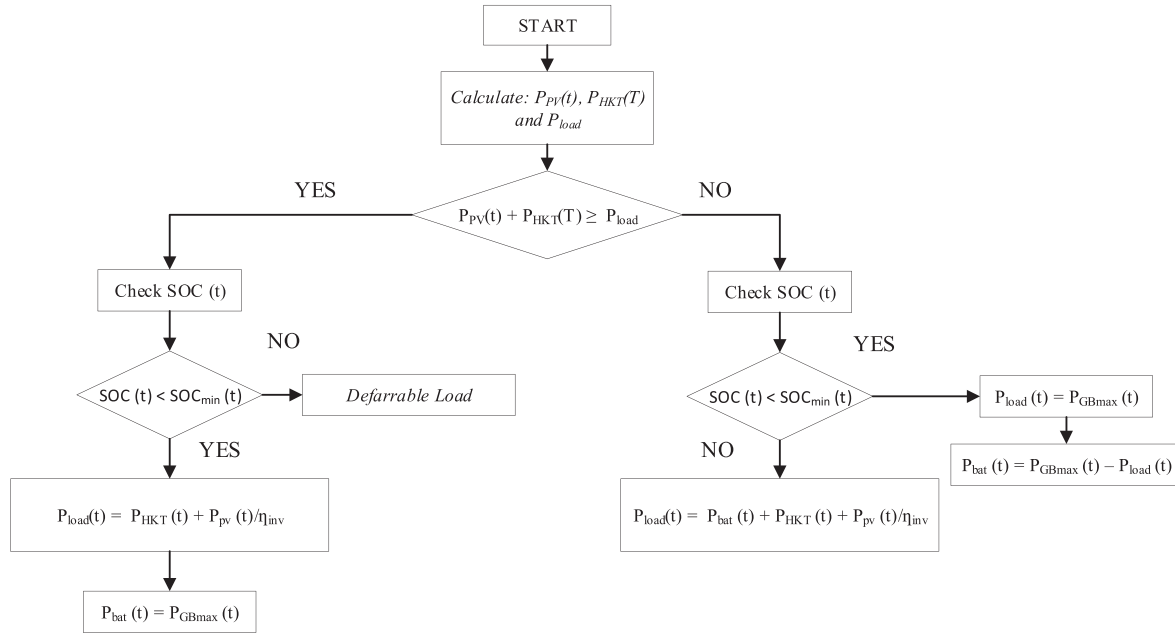 START
Calculate: P_PV(t), P_HKT(T)
and P_load
YES
NO
P_PV(t) + P_HKT(T) ≥ P_load
Check SOC (t)
Check SOC (t)
NO
YES
SOC (t) < SOC_min (t)
Defarrable Load
SOC (t) < SOC_min (t)
P_load (t) = P_GBmax (t)
YES
NO
P_bat (t) = P_GBmax (t) – P_load (t)
P_load(t) = P_HKT (t) + P_pv (t)/η_inv
P_load(t) = P_bat (t) + P_HKT (t) + P_pv (t)/η_inv
P_bat (t) = P_GBmax (t)